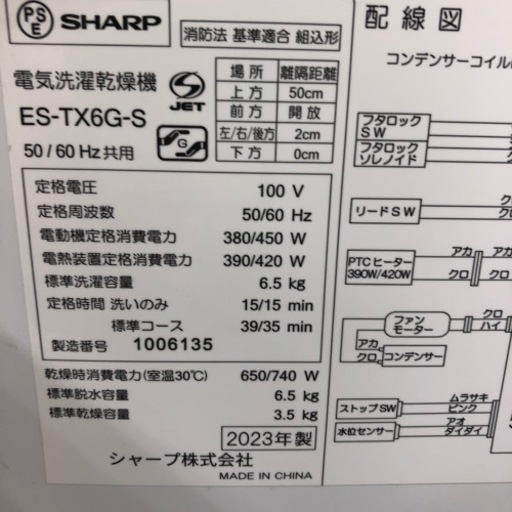 PS
E
SHARP
消防法 基準適合 組込形
電気洗濯乾燥機
S JET
ES-TX6G-S
G
50/60Hz共用
場所 離隔距離
上方 50cm
前方 開放
左/右/後方 2cm
下方 0cm
定格電圧 100 V
定格周波数 50/60 Hz
電動機定格消費電力 380/450 W
電熱装置定格消費電力 390/420 W
標準洗濯容量 6.5 kg
定格時間 洗いのみ 15/15 min
標準コース 39/35 min
製造番号 1006135
乾燥時消費電力(室温30℃) 650/740 W
標準脱水容量 6.5 kg
標準乾燥容量 3.5 kg
2023年製
シャープ株式会社
MADE IN CHINA
配線図
コンデンサーコイル
フタロック
SW
フタロック
ソレノイド
リードSW
PTCヒーター
390W/420W
アカ
クロ
アカ
クロ
ファン
モーター
クロ
ハイ
アカ
クロ
コンデンサー
ストップSW
ムラサキ
ピンク
水位センサー
アオ
ダイダイ